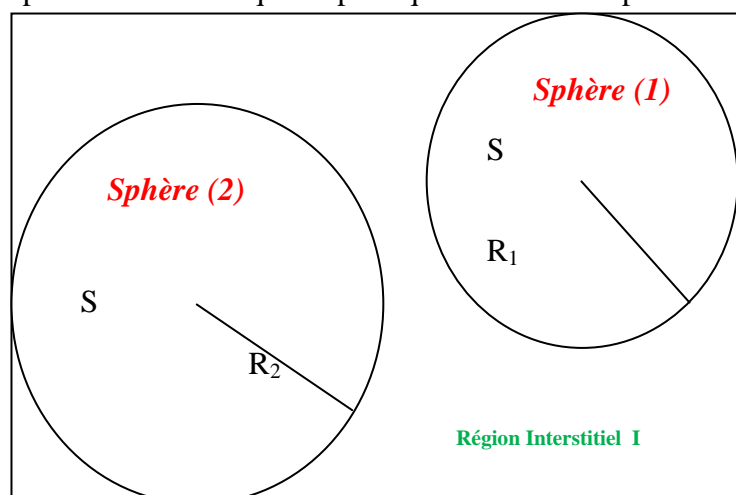 Sphère (1)
S
Sphère (2)
R₁
S
R₂
Région Interstitiel I